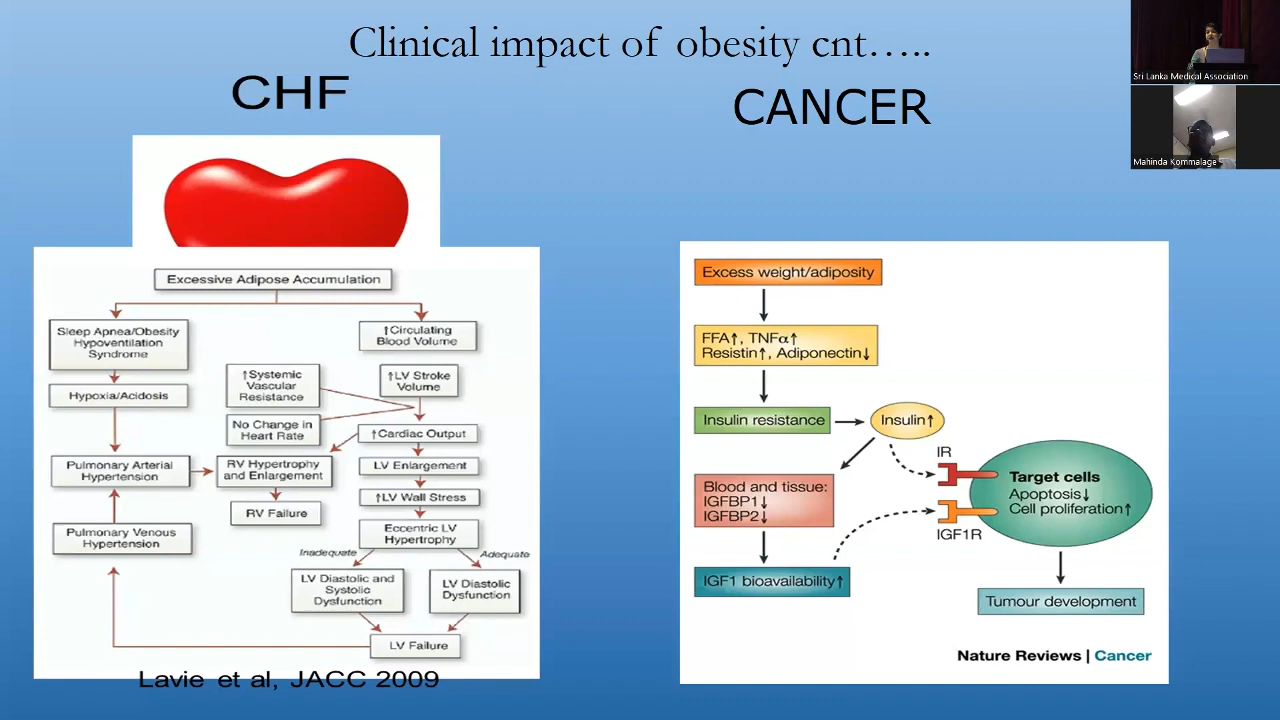 Clinical impact of obesity cnt…..
CHF
CANCER
Sri Lanka Medical Association
Mahinda Kommalage
Excessive Adipose Accumulation
Sleep Apnea/Obesity
Hypoventilation
Syndrome
↑Circulating
Blood Volume
↑Systemic
Vascular
Resistance
↑LV Stroke
Volume
Hypoxia/Acidosis
No Change in
Heart Rate
↑Cardiac Output
Pulmonary Arterial
Hypertension
RV Hypertrophy
and Enlargement
LV Enlargement
↑LV Wall Stress
RV Failure
Pulmonary Venous
Hypertension
Eccentric LV
Hypertrophy
Inadequate
Adequate
LV Diastolic and
Systolic
Dysfunction
LV Diastolic
Dysfunction
LV Failure
Lavie et al, JACC 2009
Excess weight/adiposity
FFA↑, TNFα↑
Resistin↑, Adiponectin↓
Insulin resistance
Insulin↑
IR
Blood and tissue:
IGFBP1↓
IGFBP2↓
Target cells
Apoptosis↓
Cell proliferation↑
IGF1R
IGF1 bioavailability↑
Tumour development
Nature Reviews | Cancer